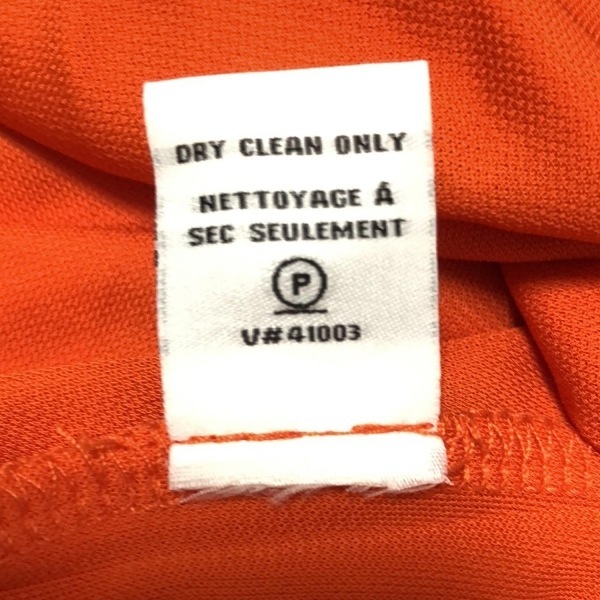 DRY CLEAN ONLY
NETTOYAGE Á
SEC SEULEMENT
P
V#41003